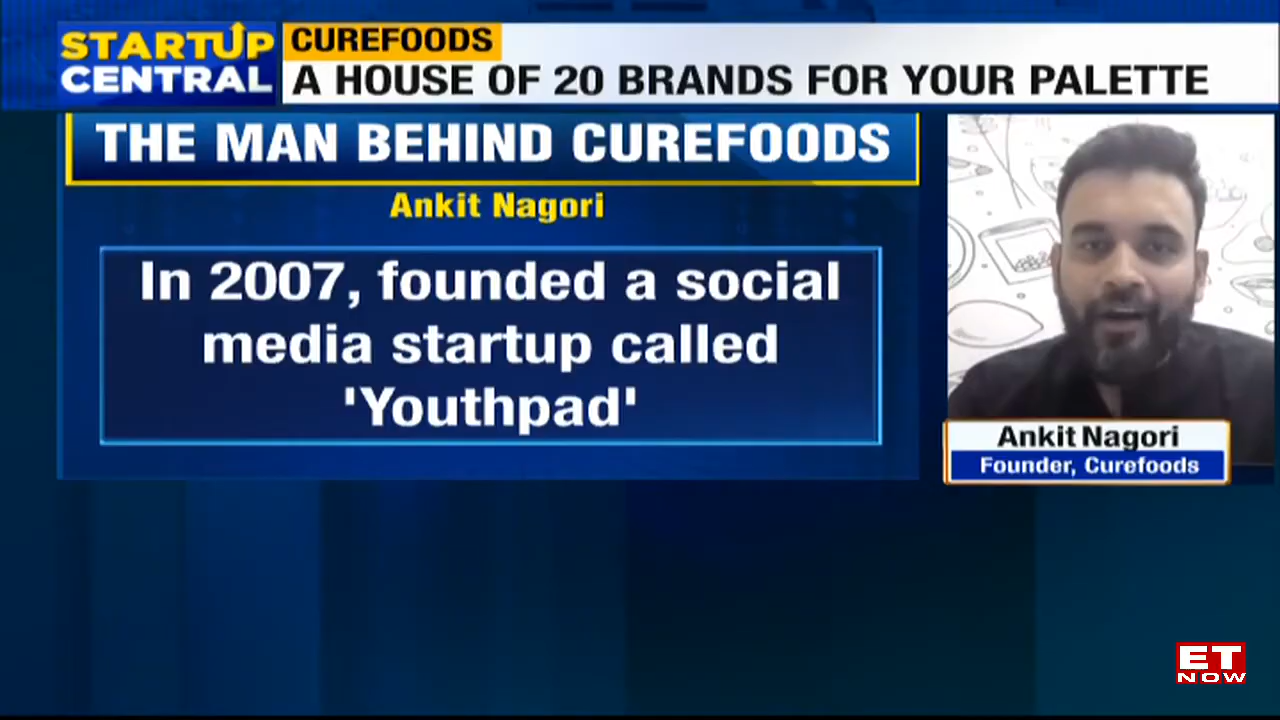 STARTUP
CENTRAL
CUREFOODS
A HOUSE OF 20 BRANDS FOR YOUR PALETTE
THE MAN BEHIND CUREFOODS
Ankit Nagori
In 2007, founded a social
media startup called
'Youthpad'
Ankit Nagori
Founder, Curefoods
ET
NOW